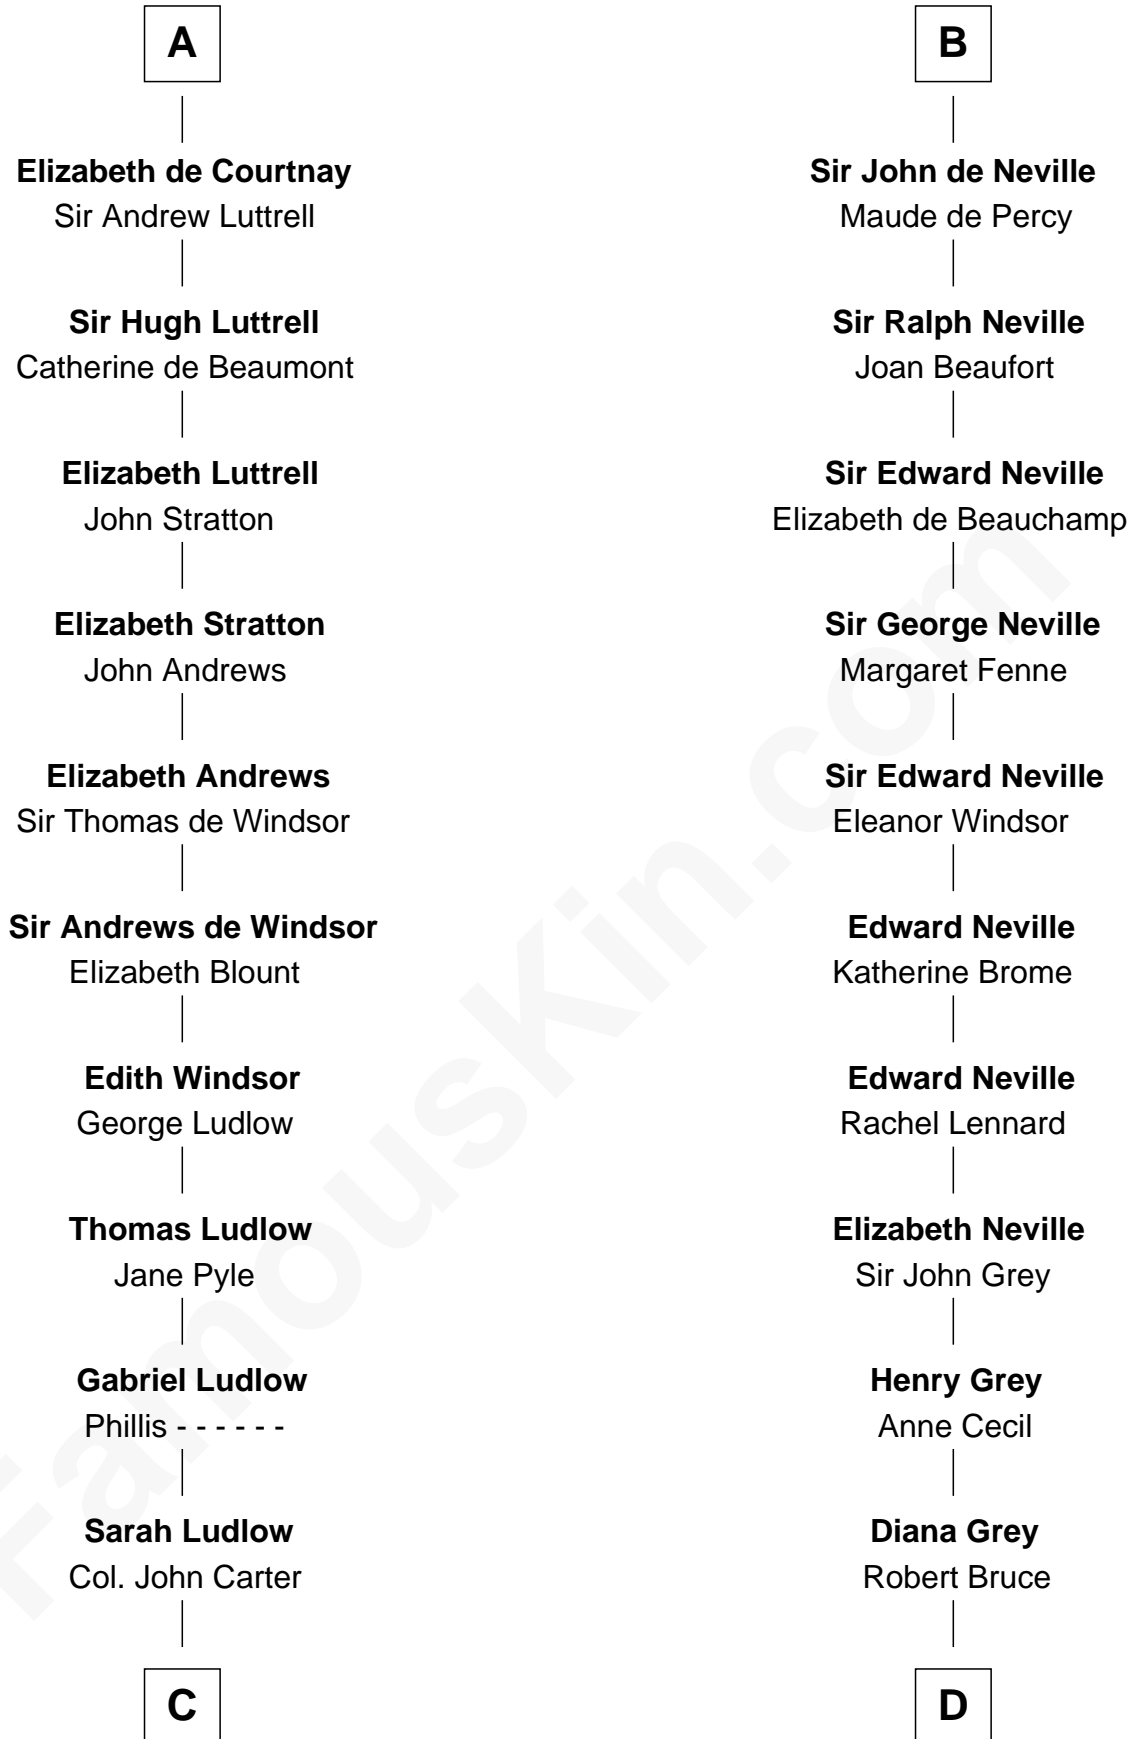 A
Elizabeth de Courtnay
Sir Andrew Luttrell
Sir Hugh Luttrell
Catherine de Beaumont
Elizabeth Luttrell
John Stratton
Elizabeth Stratton
John Andrews
Elizabeth Andrews
Sir Thomas de Windsor
Sir Andrews de Windsor
Elizabeth Blount
Edith Windsor
George Ludlow
Thomas Ludlow
Jane Pyle
Gabriel Ludlow
Phillis - - - - - -
Sarah Ludlow
Col. John Carter
C
B
Sir John de Neville
Maude de Percy
Sir Ralph Neville
Joan Beaufort
Sir Edward Neville
Elizabeth de Beauchamp
Sir George Neville
Margaret Fenne
Sir Edward Neville
Eleanor Windsor
Edward Neville
Katherine Brome
Edward Neville
Rachel Lennard
Elizabeth Neville
Sir John Grey
Henry Grey
Anne Cecil
Diana Grey
Robert Bruce
D
FamousKin.com